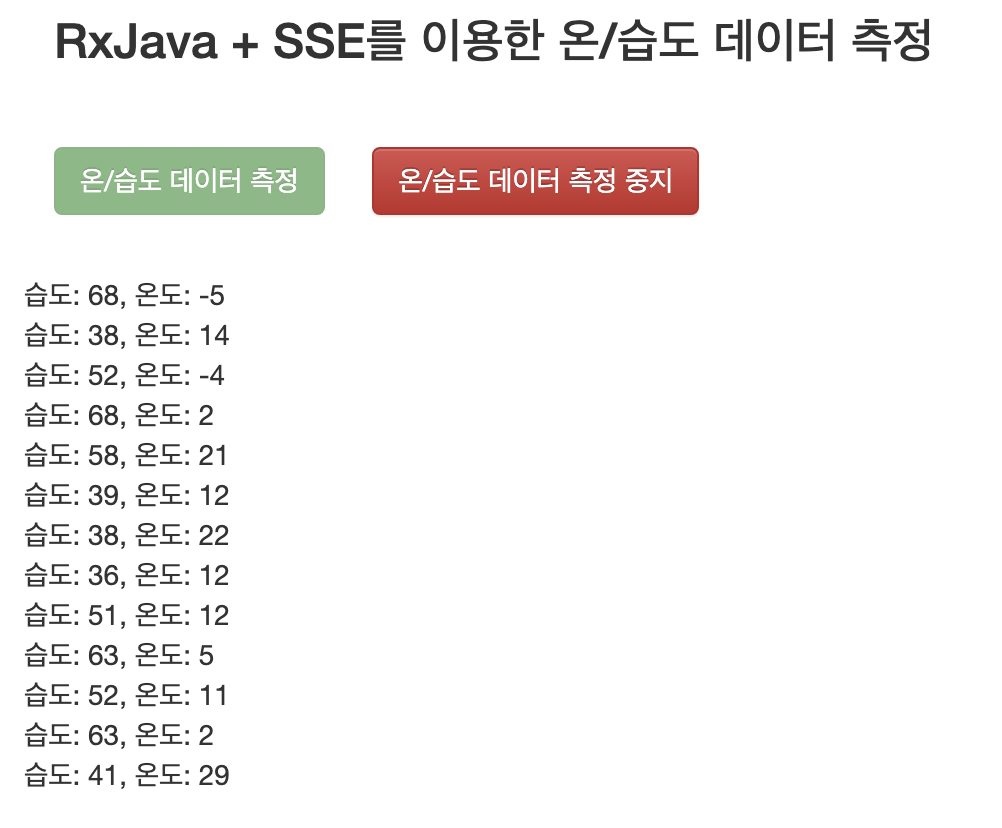 RxJava + SSE를 이용한 온/습도 데이터 측정
온/습도 데이터 측정
온/습도 데이터 측정 중지
습도: 68, 온도: -5
습도: 38, 온도: 14
습도: 52, 온도: -4
습도: 68, 온도: 2
습도: 58, 온도: 21
습도: 39, 온도: 12
습도: 38, 온도: 22
습도: 36, 온도: 12
습도: 51, 온도: 12
습도: 63, 온도: 5
습도: 52, 온도: 11
습도: 63, 온도: 2
습도: 41, 온도: 29